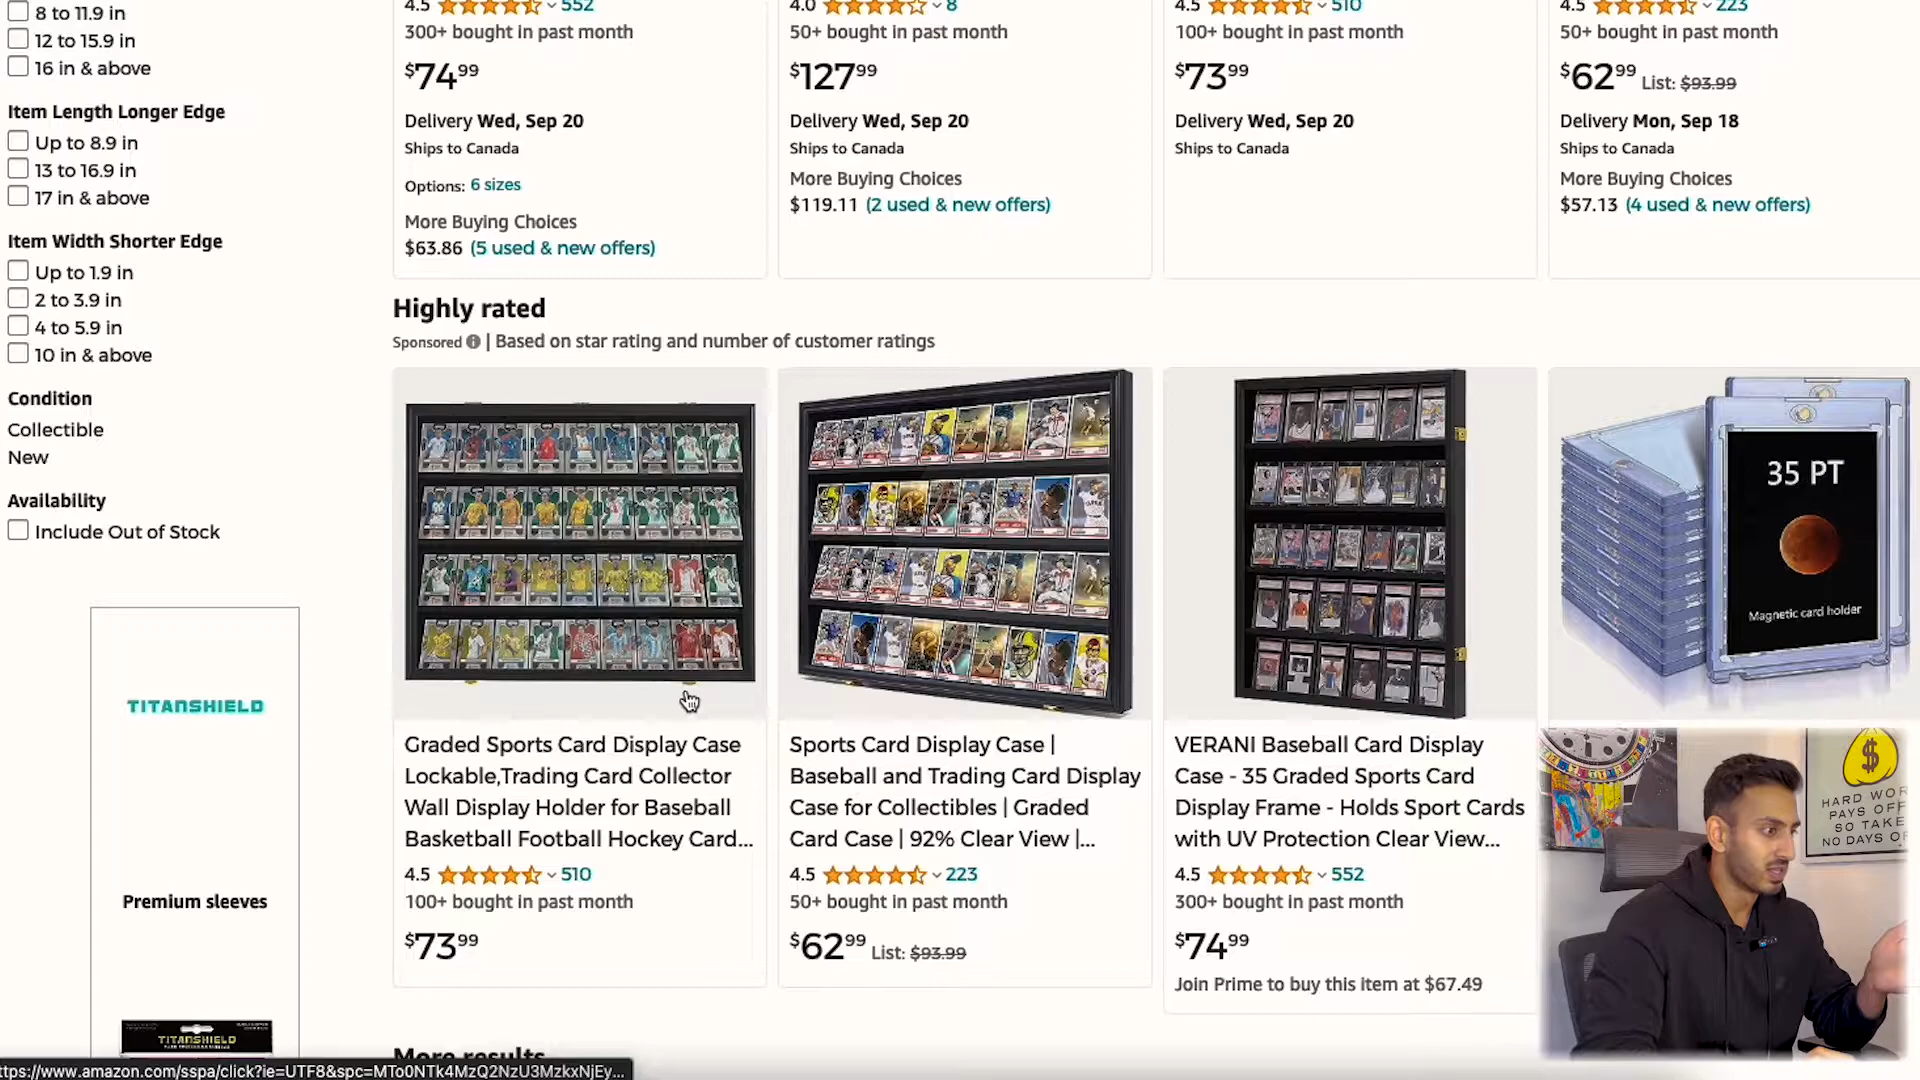 8 to 11.9 in
12 to 15.9 in
16 in & above
Item Length Longer Edge
Up to 8.9 in
13 to 16.9 in
17 in & above
Item Width Shorter Edge
Up to 1.9 in
2 to 3.9 in
4 to 5.9 in
10 in & above
Condition
Collectible
New
Availability
Include Out of Stock
TITANSHIELD
Premium sleeves
TITANSHIELD
4.5 552
300+ bought in past month
$74.99
Delivery Wed, Sep 20
Ships to Canada
Options: 6 sizes
More Buying Choices
$63.86 (5 used & new offers)
4.0 8
50+ bought in past month
$127.99
Delivery Wed, Sep 20
Ships to Canada
More Buying Choices
$119.11 (2 used & new offers)
4.5 510
100+ bought in past month
$73.99
Delivery Wed, Sep 20
Ships to Canada
4.5 223
50+ bought in past month
$62.99 List: $93.99
Delivery Mon, Sep 18
Ships to Canada
More Buying Choices
$57.13 (4 used & new offers)
Highly rated
Sponsored | Based on star rating and number of customer ratings
Graded Sports Card Display Case
Lockable,Trading Card Collector
Wall Display Holder for Baseball
Basketball Football Hockey Card...
4.5 510
100+ bought in past month
$73.99
Sports Card Display Case |
Baseball and Trading Card Display
Case for Collectibles | Graded
Card Case | 92% Clear View |...
4.5 223
50+ bought in past month
$62.99 List: $93.99
VERANI Baseball Card Display
Case - 35 Graded Sports Card
Display Frame - Holds Sport Cards
with UV Protection Clear View...
4.5 552
300+ bought in past month
$74.99
Join Prime to buy this item at $67.49
35 PT
Magnetic card holder
$
HARD WOR
PAYS OFF
SO TAKE
NO DAYS O
More results
ttps://www.amazon.com/sspa/click?ie=UTF8&spc=MTo0NTk4MzQ2NzU3MzkxNjEy...